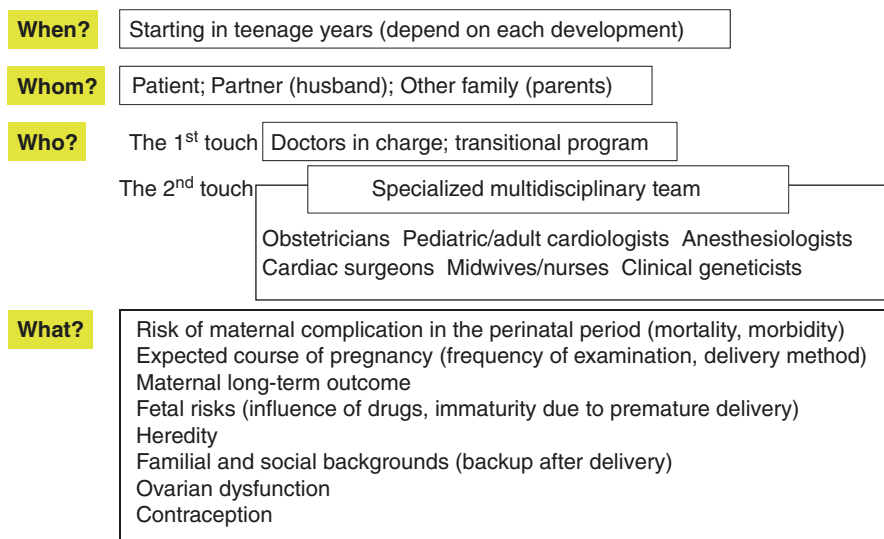 When? Starting in teenage years (depend on each development)
Whom? Patient; Partner (husband); Other family (parents)
Who? The 1st touch Doctors in charge; transitional program
The 2nd touch Specialized multidisciplinary team
Obstetricians Pediatric/adult cardiologists Anesthesiologists
Cardiac surgeons Midwives/nurses Clinical geneticists
What? Risk of maternal complication in the perinatal period (mortality, morbidity)
Expected course of pregnancy (frequency of examination, delivery method)
Maternal long-term outcome
Fetal risks (influence of drugs, immaturity due to premature delivery)
Heredity
Familial and social backgrounds (backup after delivery)
Ovarian dysfunction
Contraception